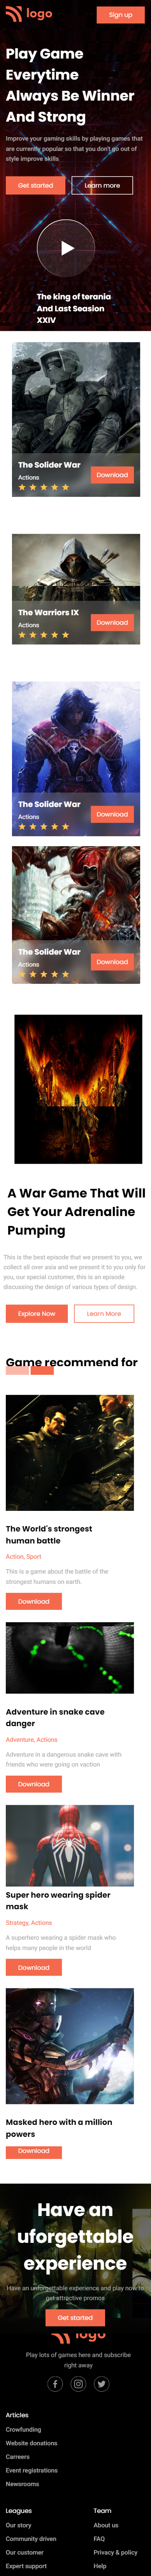 logo
Sign up
Play Game
Everytime
Always Be Winner
And Strong
Improve your gaming skills by playing games that
are currently popular so that you don't go out of
style improve skills
Get started
Learn more
The king of terania
And Last Season
XXIV
The Solider War
Actions
Download
The Warriors IX
Actions
Download
The Solider War
Actions
Download
The Solider War
Actions
Download
A War Game That Will
Get Your Adrenaline
Pumping
This is the best episode that we present to you, we
collect all over asia and we present it to you only for
you, our special customer, this is an episode
discussing the design of various types of design.
Explore Now
Learn More
Game recommend for
The World's strongest
human battle
Action, Sport
This is a game about the battle of the
strongest humans on earth.
Download
Adventure in snake cave
danger
Adventure, Actions
Adventure in a dangerous snake cave with
friends who were going on vaction
Download
Super hero wearing spider
mask
Strategy, Actions
A superhero wearing a spider mask who
helps many people in the world
Download
Masked hero with a million
powers
Download
Have an
uforgettable
experience
Have an unforgettable experience and play now to
get attractive promos
Get started
logo
Play lots of games here and subscribe
right away
Articles
Crowfunding
Website donations
Carreers
Event registrations
Newsrooms
Leagues
Team
Our story
About us
Community driven
FAQ
Our customer
Privacy & policy
Expert support
Help